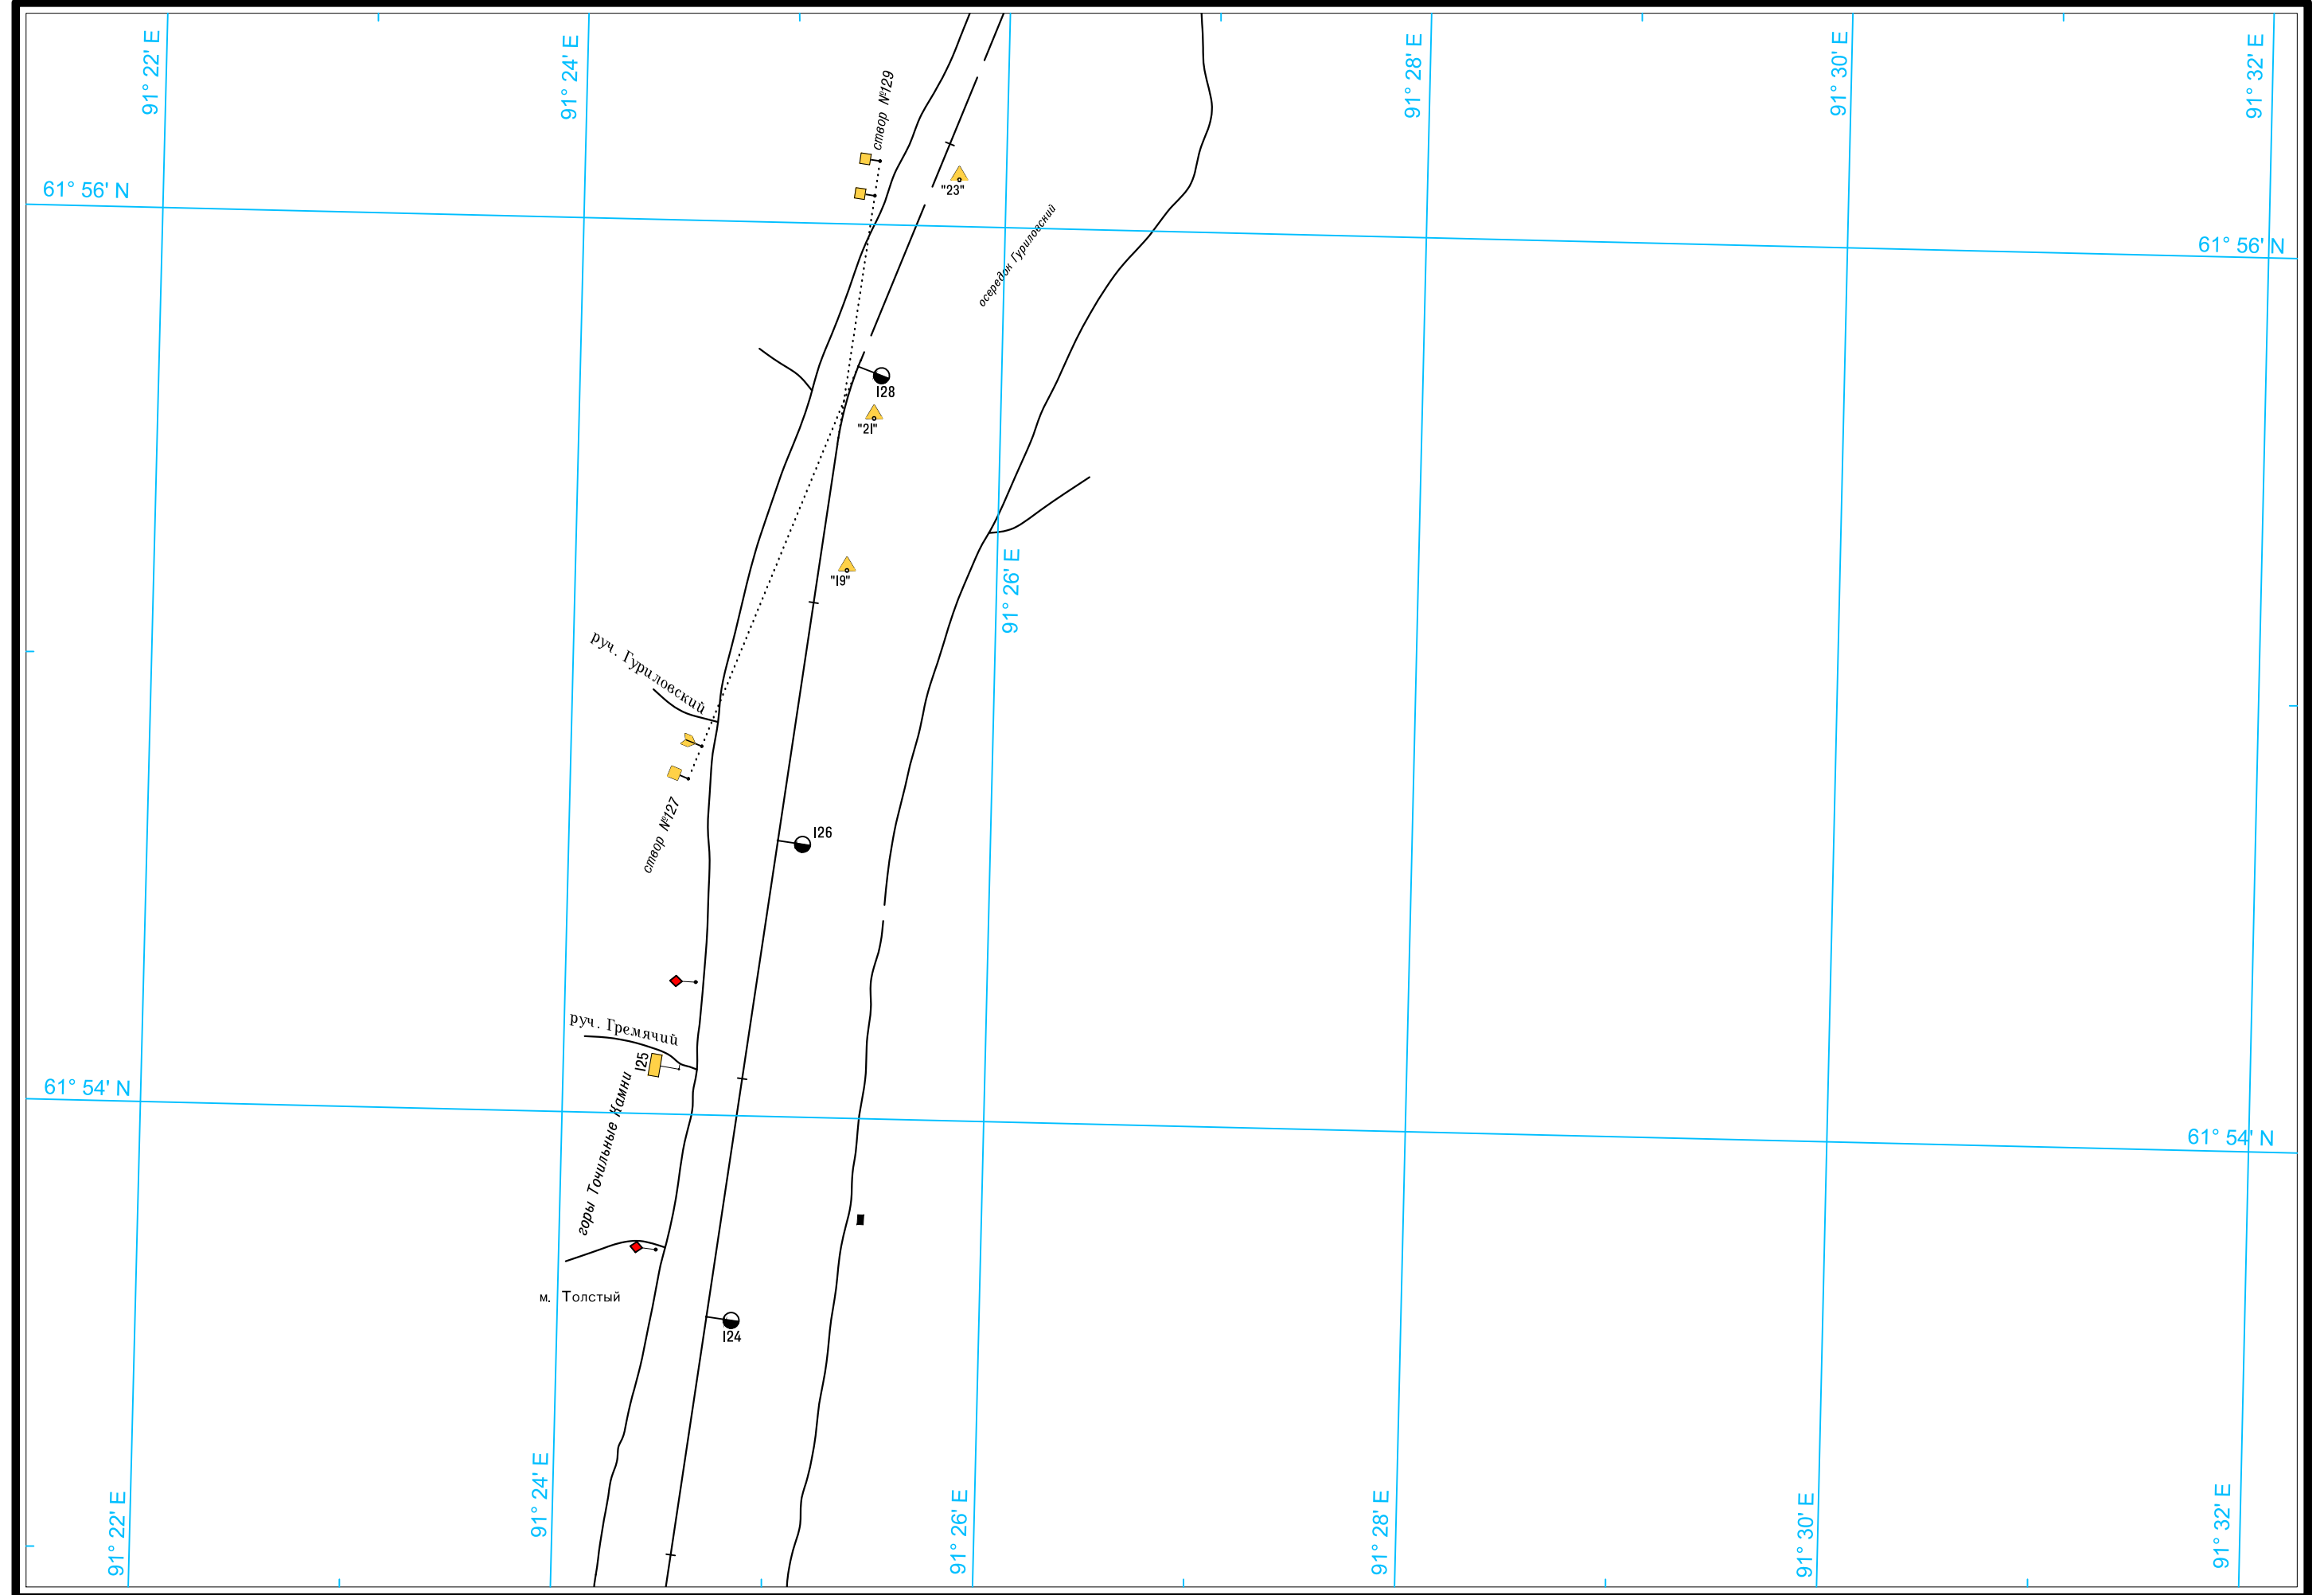 91° 22' E
91° 24' E
91° 28' E
91° 30' E
91° 32' E
створ №129
61° 56' N
"23"
осередок Гуриловский
61° 56' N
128
"21"
"19"
91° 26' E
руч. Гуриловский
створ №127
126
руч. Гремячий
125
61° 54' N
горы Точильные Камни
61° 54' N
м. Толстый
124
91° 22' E
91° 24' E
91° 26' E
91° 28' E
91° 30' E
91° 32' E